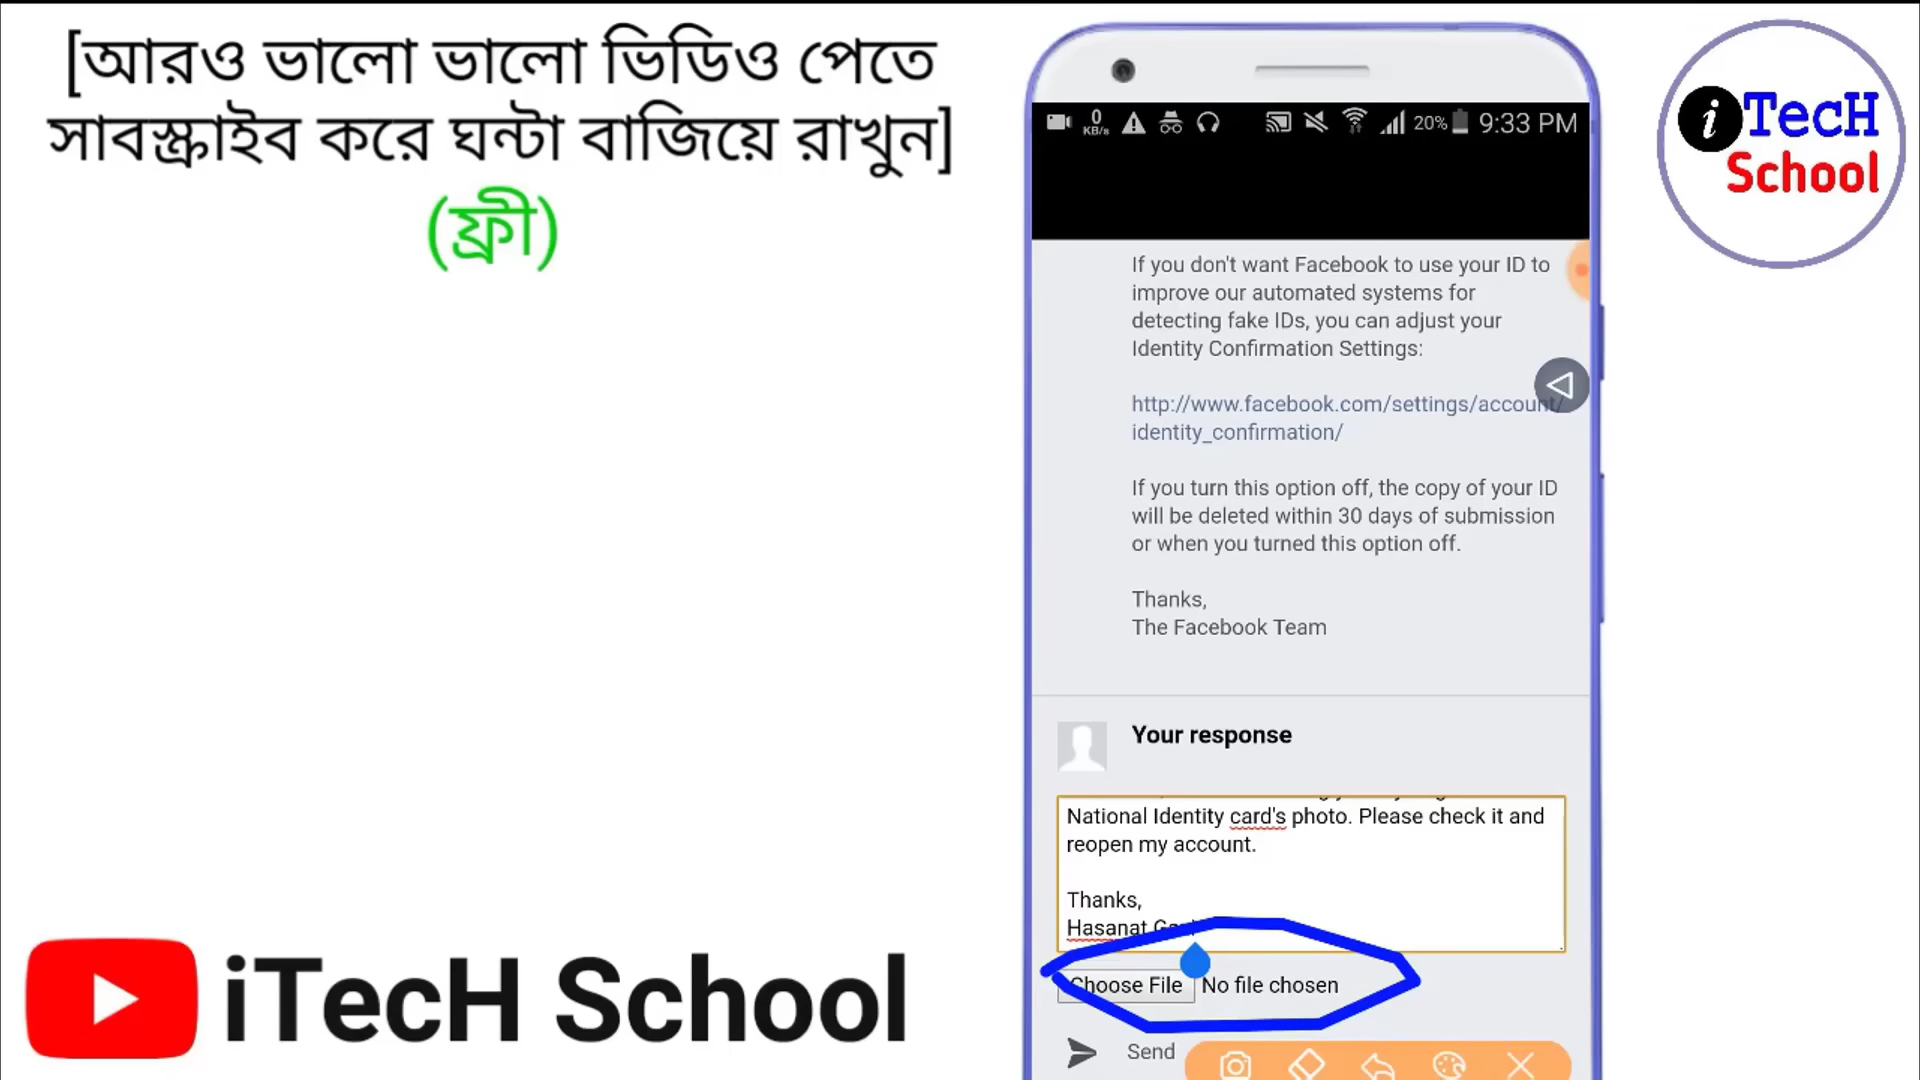 [আরও ভালো ভালো ভিডিও পেতে
সাবস্ক্রাইব করে ঘন্টা বাজিয়ে রাখুন]
(ফ্রী)
i TecH
School
0
KB/s
20%
9:33 PM
If you don't want Facebook to use your ID to
improve our automated systems for
detecting fake IDs, you can adjust your
Identity Confirmation Settings:
http://www.facebook.com/settings/account/
identity_confirmation/
If you turn this option off, the copy of your ID
will be deleted within 30 days of submission
or when you turned this option off.
Thanks,
The Facebook Team
Your response
National Identity card's photo. Please check it and
reopen my account.
Thanks,
Hasanat
Choose File No file chosen
Send
iTecH School